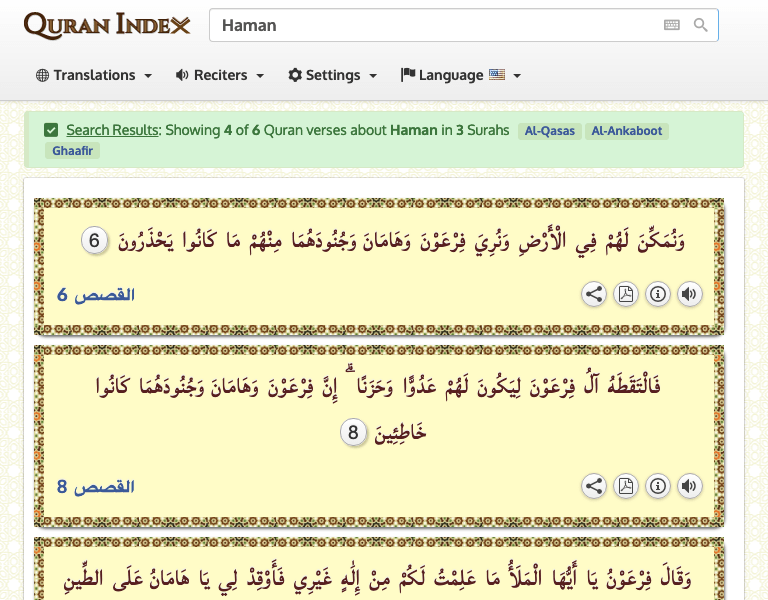 QURAN INDEX
Haman
Translations
Reciters
Settings
Language
Search Results: Showing 4 of 6 Quran verses about Haman in 3 Surahs Al-Qasas Al-Ankaboot
Ghaafir
وَنُمَكِّنَ لَهُمْ فِي الْأَرْضِ وَنُرِيَ فِرْعَوْنَ وَهَامَانَ وَجُنُودَهُمَا مِنْهُمْ مَا كَانُوا يَحْذَرُونَ 6
القصص 6
فَالْتَقَطَهُ آلُ فِرْعَوْنَ لِيَكُونَ لَهُمْ عَدُوًّا وَحَزَنًا ۗ إِنَّ فِرْعَوْنَ وَهَامَانَ وَجُنُودَهُمَا كَانُوا
خَاطِئِينَ 8
القصص 8
وَقَالَ فِرْعَوْنُ يَا أَيُّهَا الْمَلَأُ مَا عَلِمْتُ لَكُمْ مِنْ إِلَٰهٍ غَيْرِي فَأَوْقِدْ لِي يَا هَامَانُ عَلَى الطِّينِ